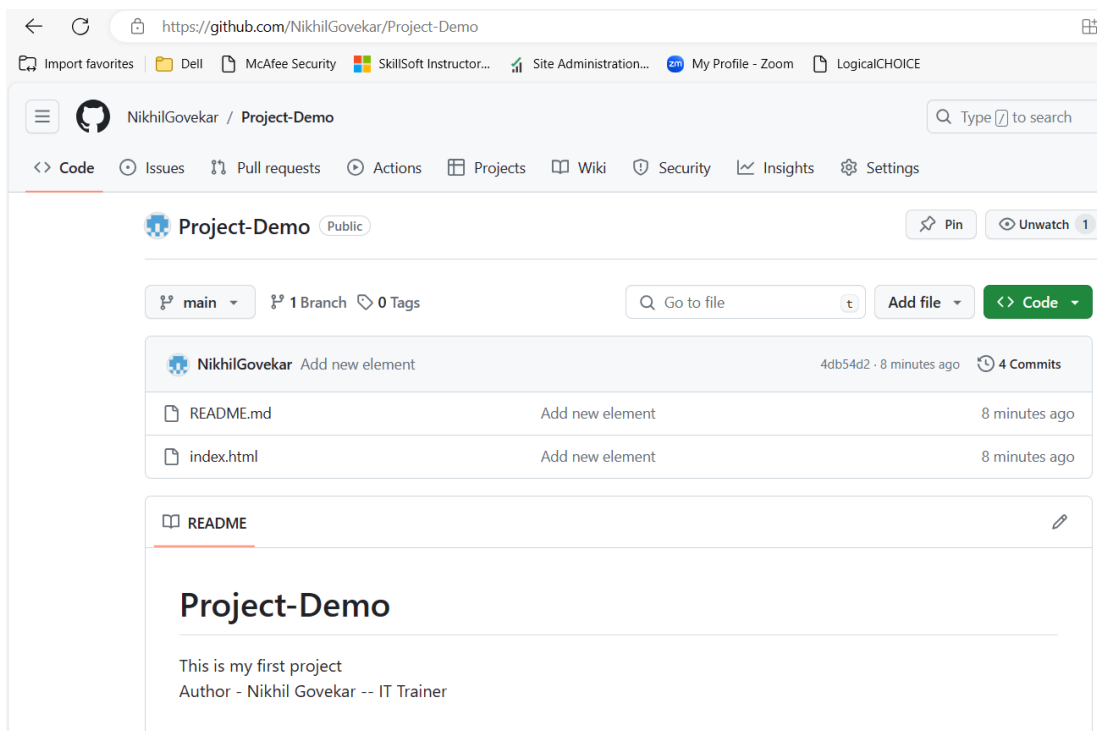 https://github.com/NikhilGovekar/Project-Demo
Import favorites Dell McAfee Security SkillSoft Instructor... Site Administration... zm My Profile - Zoom LogicalCHOICE
NikhilGovekar / Project-Demo Type / to search
Code Issues Pull requests Actions Projects Wiki Security Insights Settings
Project-Demo Public Pin Unwatch 1
main 1 Branch 0 Tags Go to file t Add file Code
NikhilGovekar Add new element 4db54d2 · 8 minutes ago 4 Commits
README.md Add new element 8 minutes ago
index.html Add new element 8 minutes ago
README
Project-Demo
This is my first project
Author - Nikhil Govekar -- IT Trainer